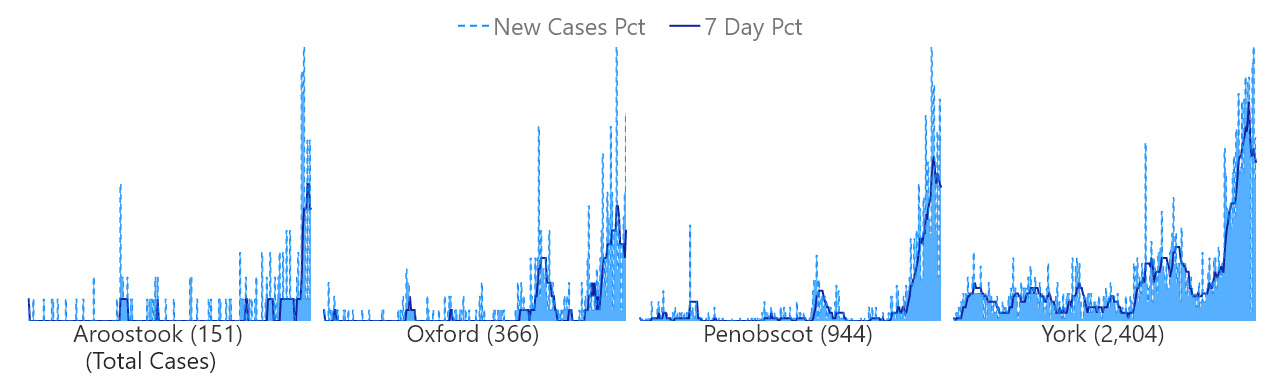 New Cases Pct 7 Day Pct
Aroostook (151) Oxford (366) Penobscot (944) York (2,404)
(Total Cases)